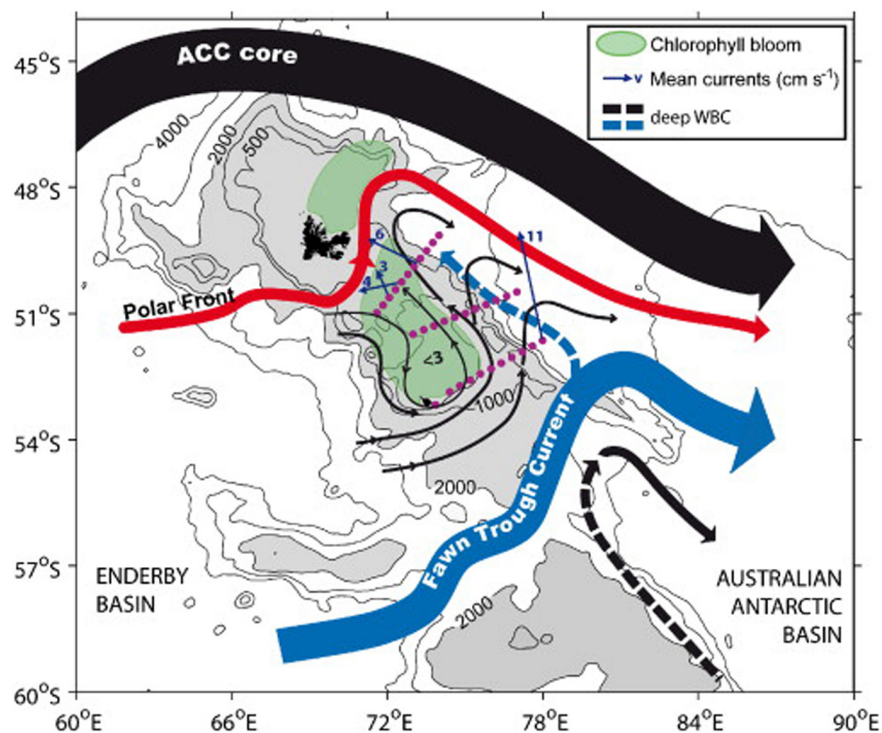 45°S
48°S
51°S
54°S
57°S
60°S
60°E
66°E
72°E
78°E
84°E
90°E
ACC core
Chlorophyll bloom
v Mean currents (cm s⁻¹)
deep WBC
4000
2000
500
6
3
4
11
Polar Front
<3
1000
2000
Fawn Trough Current
ENDERBY
BASIN
2000
AUSTRALIAN
ANTARCTIC
BASIN